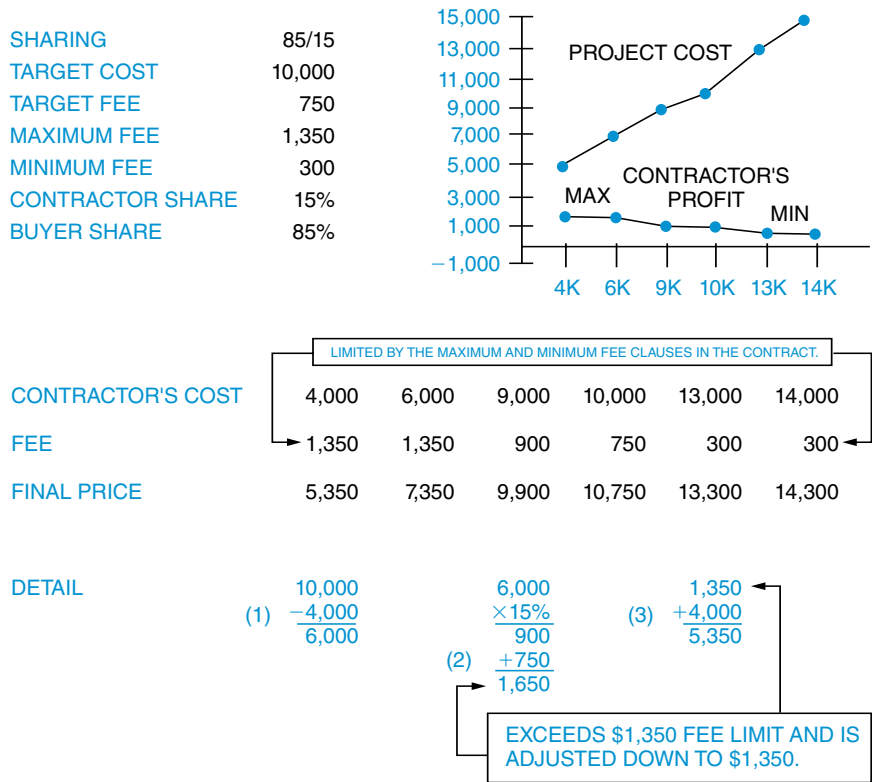 SHARING 85/15
TARGET COST 10,000
TARGET FEE 750
MAXIMUM FEE 1,350
MINIMUM FEE 300
CONTRACTOR SHARE 15%
BUYER SHARE 85%
15,000
13,000
11,000
9,000
7,000
5,000
3,000
1,000
−1,000
PROJECT COST
CONTRACTOR'S
PROFIT
MAX
MIN
4K 6K 9K 10K 13K 14K
LIMITED BY THE MAXIMUM AND MINIMUM FEE CLAUSES IN THE CONTRACT.
CONTRACTOR'S COST 4,000 6,000 9,000 10,000 13,000 14,000
FEE 1,350 1,350 900 750 300 300
FINAL PRICE 5,350 7,350 9,900 10,750 13,300 14,300
DETAIL
(1)
10,000
−4,000
6,000
6,000
×15%
900
(2) +750
1,650
1,350
(3) +4,000
5,350
EXCEEDS $1,350 FEE LIMIT AND IS
ADJUSTED DOWN TO $1,350.